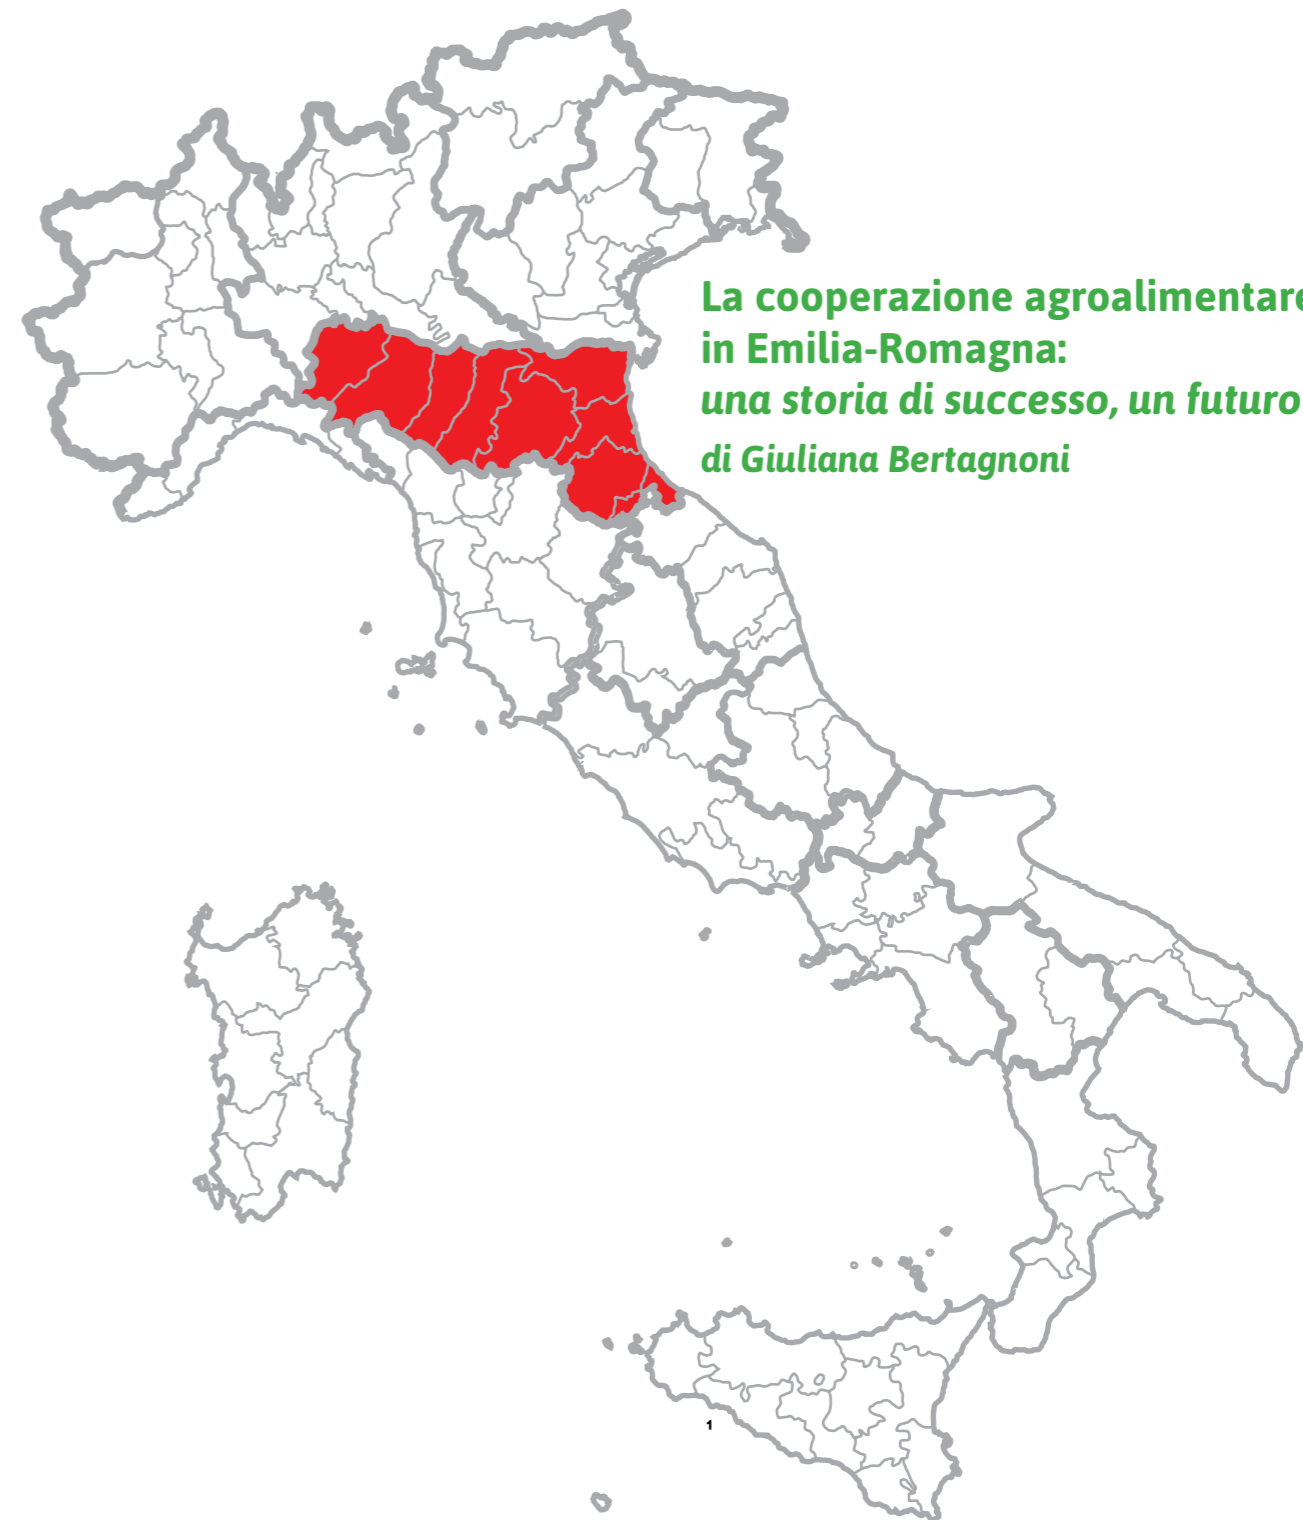 La cooperazione agroalimentare
in Emilia-Romagna:
una storia di successo, un futuro
di Giuliana Bertagnoni
1